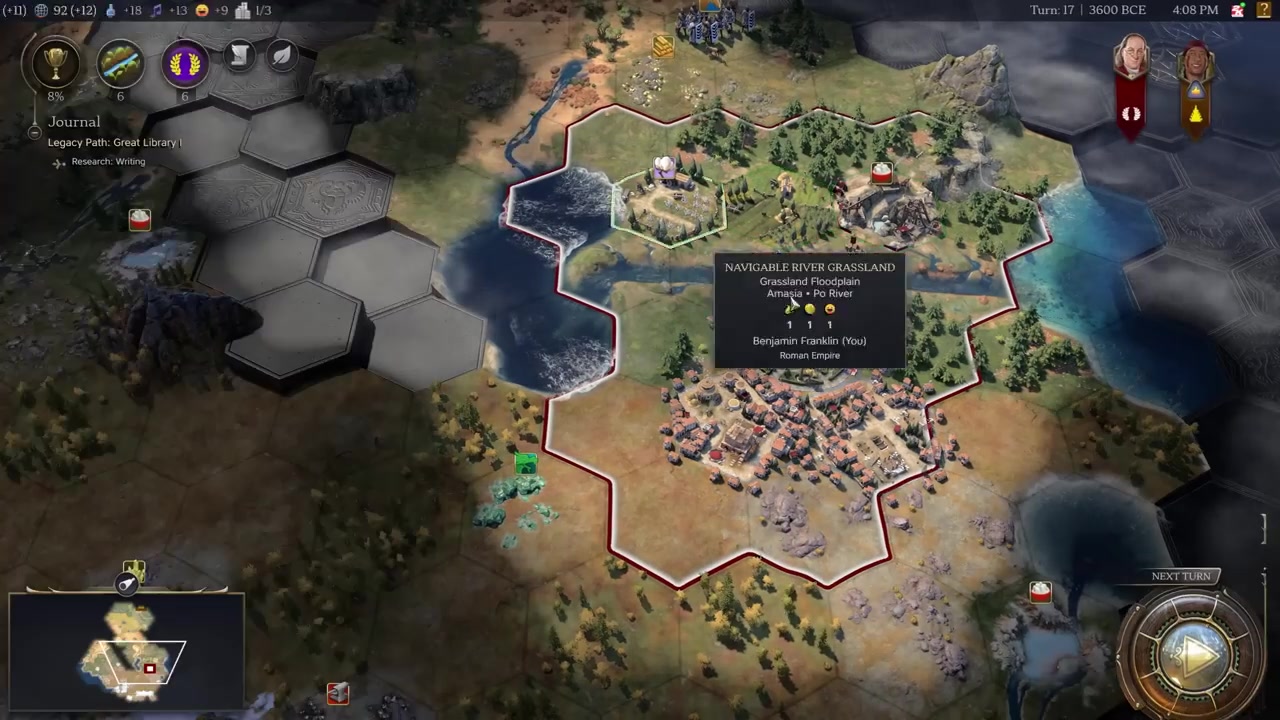 (+11) 92 (+12) +18 +13 +9 1/3
Turn: 17 | 3600 BCE 4:08 PM
8% 6 6
Journal
Legacy Path: Great Library I
Research: Writing
NAVIGABLE RIVER GRASSLAND
Grassland Floodplain
Amasia • Po River
1 1 1
Benjamin Franklin (You)
Roman Empire
NEXT TURN